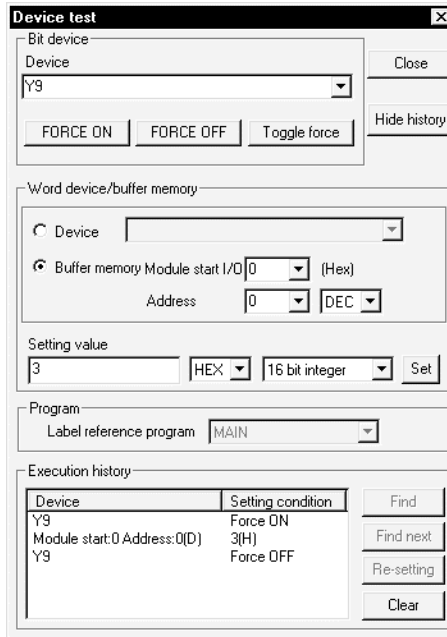 Device test
Bit device
Device
Y9
Close
FORCE ON FORCE OFF Toggle force
Hide history
Word device/buffer memory
Device
Buffer memory Module start I/O 0 (Hex)
Address 0 DEC
Setting value
3 HEX 16 bit integer Set
Program
Label reference program MAIN
Execution history
Device Setting condition
Y9 Force ON
Module start:0 Address:0(D) 3(H)
Y9 Force OFF
Find
Find next
Re-setting
Clear